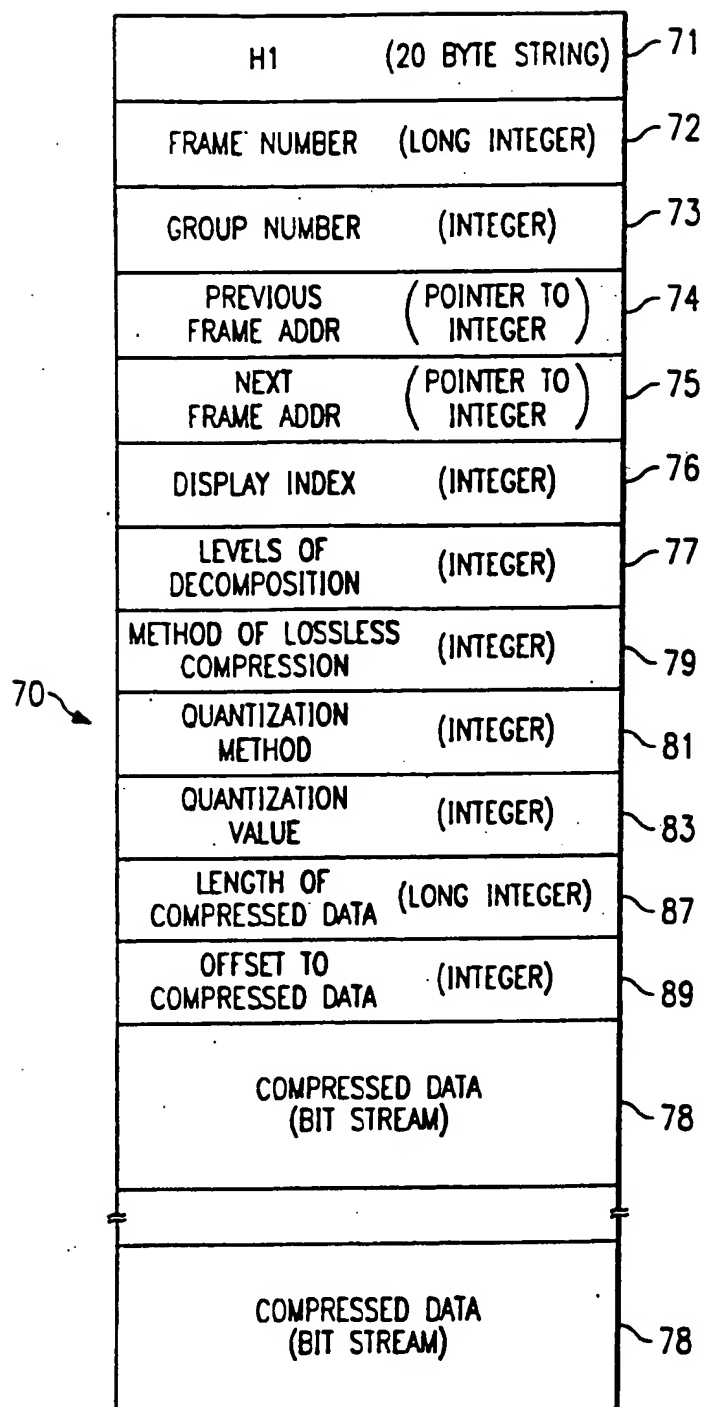 H1 (20 BYTE STRING) 71
FRAME NUMBER (LONG INTEGER) 72
GROUP NUMBER (INTEGER) 73
PREVIOUS (POINTER TO 74
FRAME ADDR INTEGER)
NEXT (POINTER TO 75
FRAME ADDR INTEGER)
DISPLAY INDEX (INTEGER) 76
LEVELS OF
DECOMPOSITION (INTEGER) 77
METHOD OF LOSSLESS
COMPRESSION (INTEGER) 79
70
QUANTIZATION
METHOD (INTEGER) 81
QUANTIZATION
VALUE (INTEGER) 83
LENGTH OF
COMPRESSED DATA (LONG INTEGER) 87
OFFSET TO
COMPRESSED DATA (INTEGER) 89
COMPRESSED DATA
(BIT STREAM) 78
COMPRESSED DATA
(BIT STREAM) 78